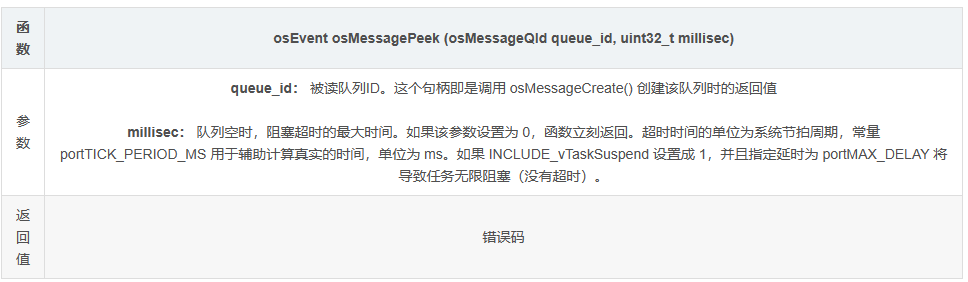 函
数
osEvent osMessagePeek (osMessageQId queue_id, uint32_t millisec)
参
数
queue_id： 被读队列ID。这个句柄即是调用 osMessageCreate() 创建该队列时的返回值
millisec： 队列空时，阻塞超时的最大时间。如果该参数设置为 0，函数立刻返回。超时时间的单位为系统节拍周期，常量
portTICK_PERIOD_MS 用于辅助计算真实的时间，单位为 ms。如果 INCLUDE_vTaskSuspend 设置成 1，并且指定延时为 portMAX_DELAY 将
导致任务无限阻塞（没有超时）。
返
回
值
错误码